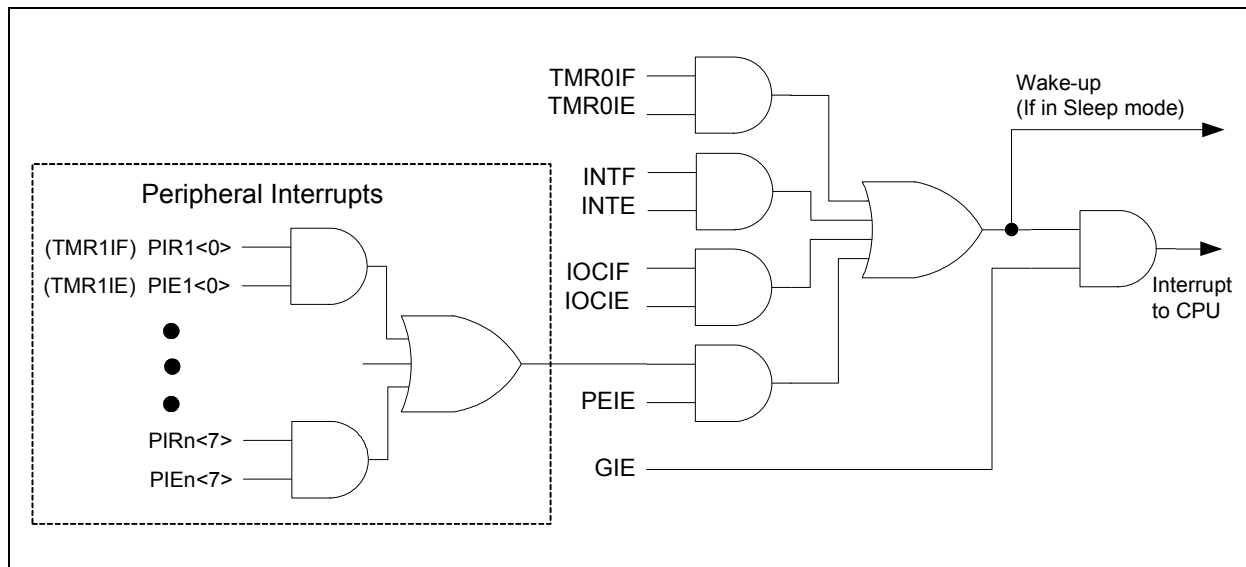 TMR0IF
TMR0IE
Wake-up
(If in Sleep mode)
INTF
INTE
Peripheral Interrupts
(TMR1IF) PIR1<0>
(TMR1IE) PIE1<0>
IOCIF
IOCIE
Interrupt
to CPU
PEIE
PIRn<7>
PIEn<7>
GIE